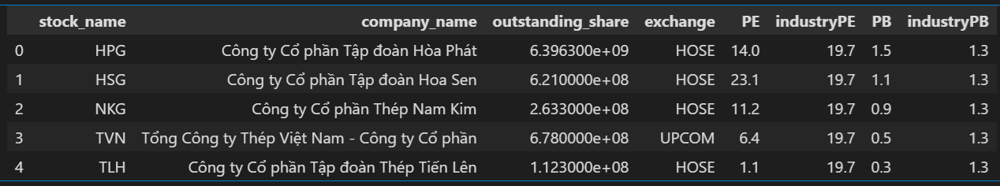 stock_name company_name outstanding_share exchange PE industryPE PB industryPB
0 HPG Công ty Cổ phần Tập đoàn Hòa Phát 6.396300e+09 HOSE 14.0 19.7 1.5 1.3
1 HSG Công ty Cổ phần Tập đoàn Hoa Sen 6.210000e+08 HOSE 23.1 19.7 1.1 1.3
2 NKG Công ty Cổ phần Thép Nam Kim 2.633000e+08 HOSE 11.2 19.7 0.9 1.3
3 TVN Tổng Công ty Thép Việt Nam - Công ty Cổ phần 6.780000e+08 UPCOM 6.4 19.7 0.5 1.3
4 TLH Công ty Cổ phần Tập đoàn Thép Tiến Lên 1.123000e+08 HOSE 1.1 19.7 0.3 1.3